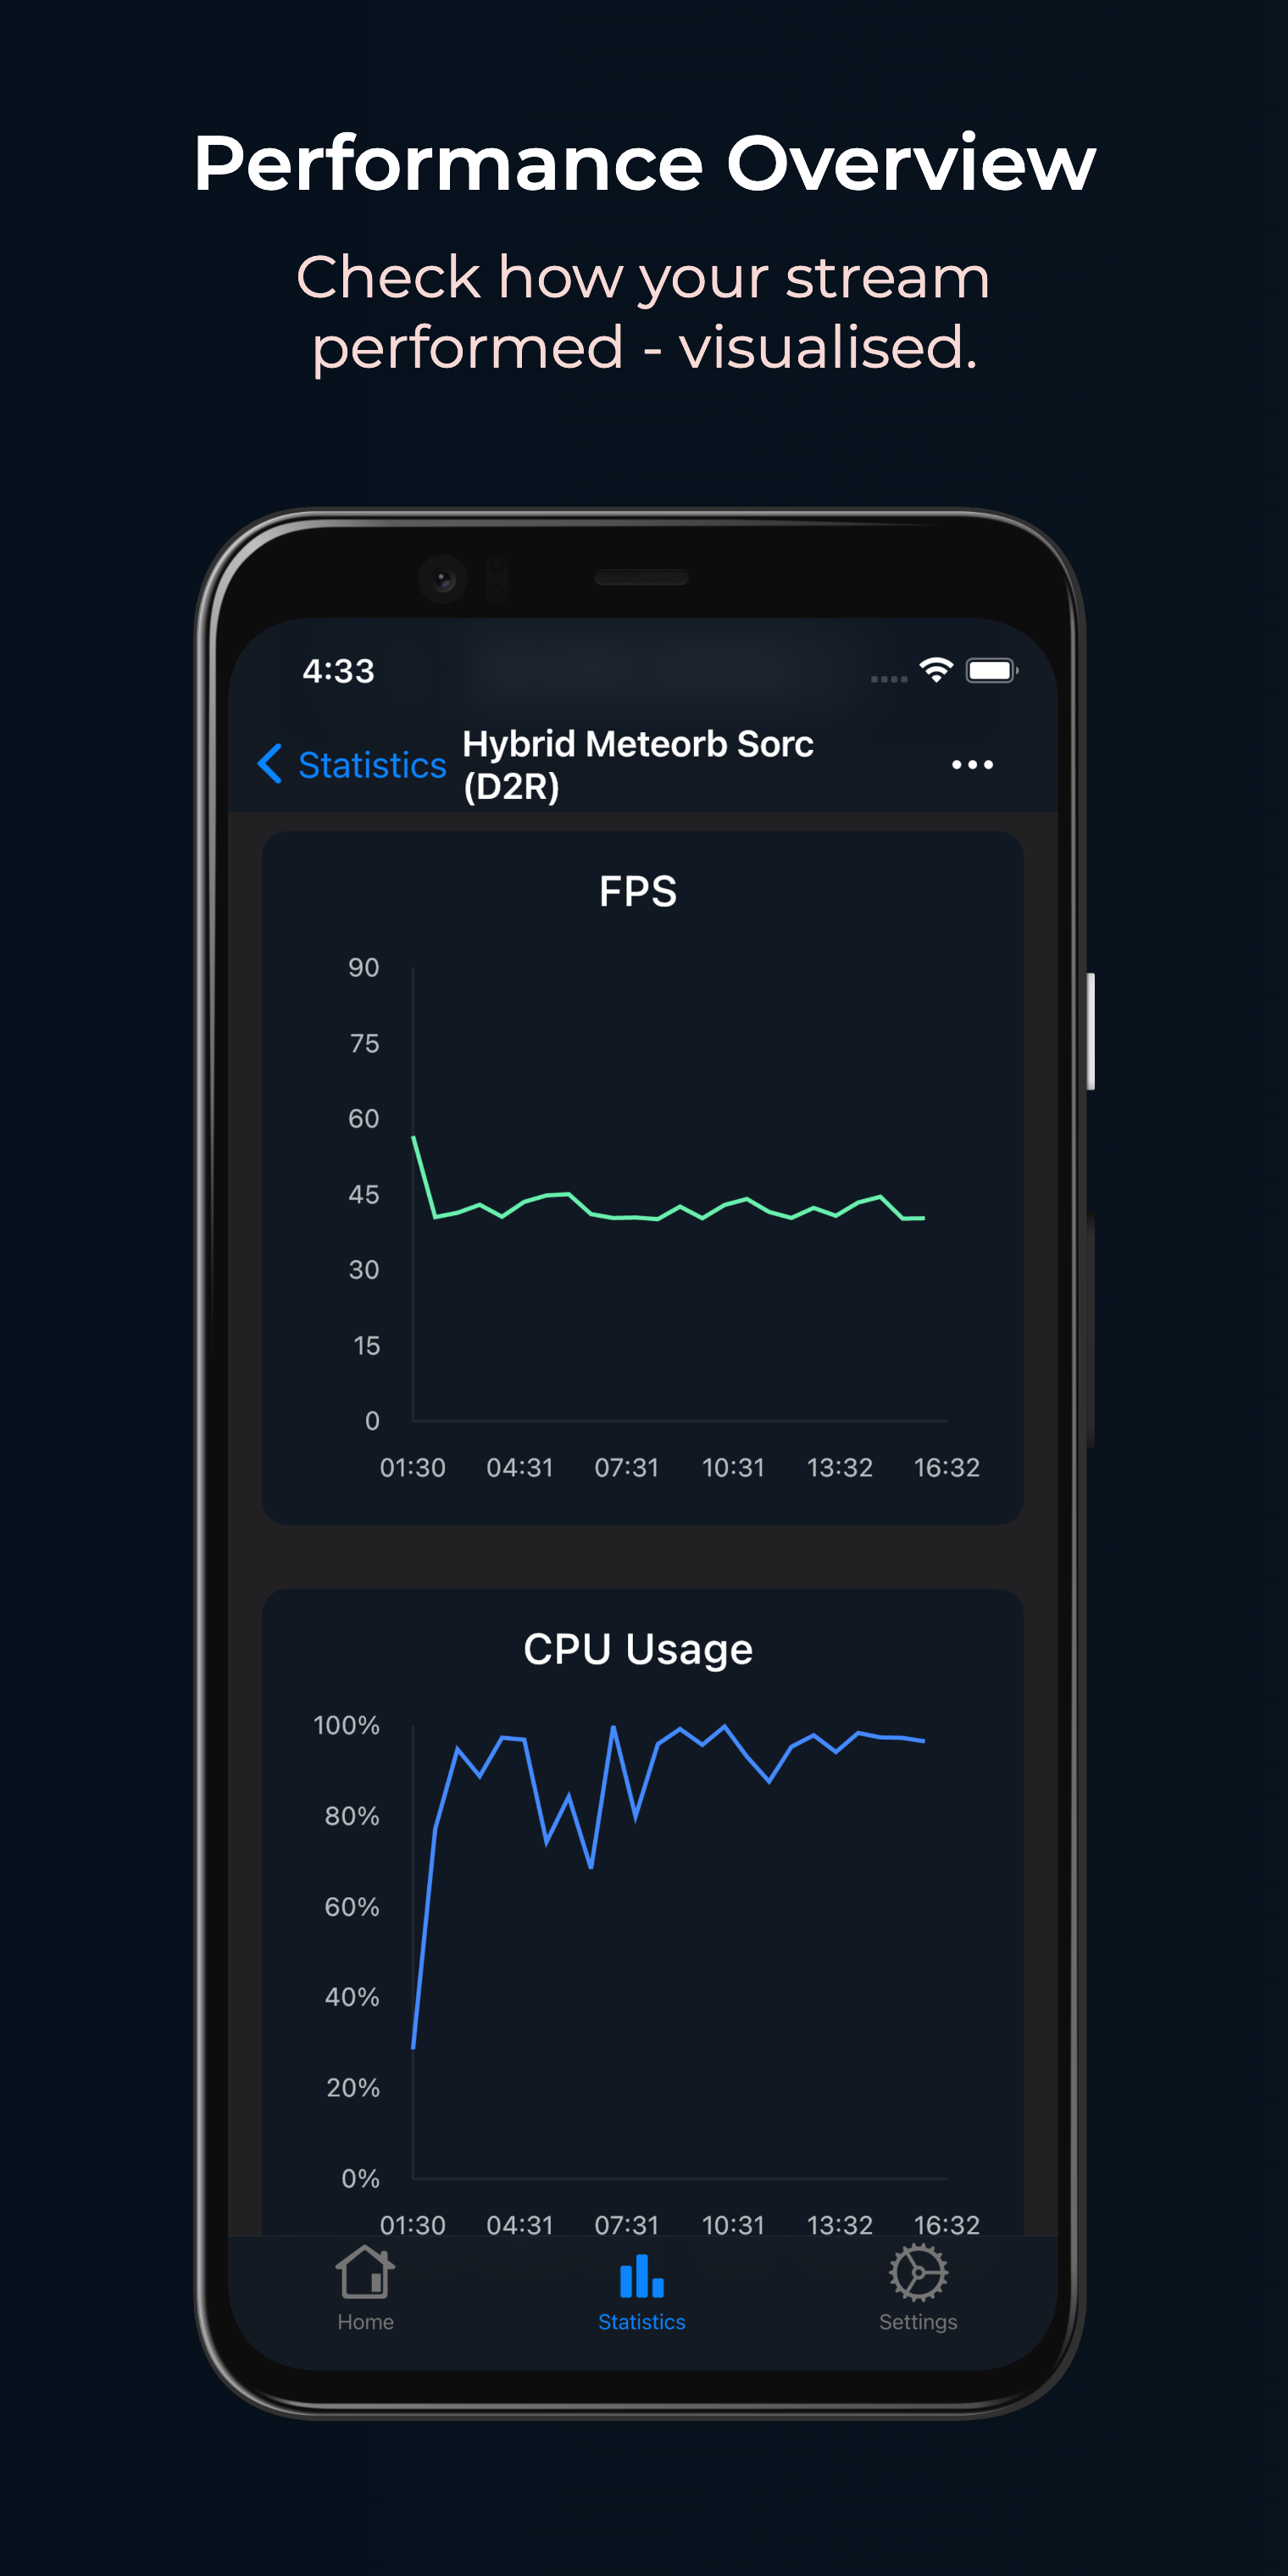 Performance Overview
Check how your stream
performed - visualised.
4:33
Statistics
Hybrid Meteorb Sorc
(D2R)
FPS
90
75
60
45
30
15
0
01:30 04:31 07:31 10:31 13:32 16:32
CPU Usage
100%
80%
60%
40%
20%
0%
01:30 04:31 07:31 10:31 13:32 16:32
Home Statistics Settings